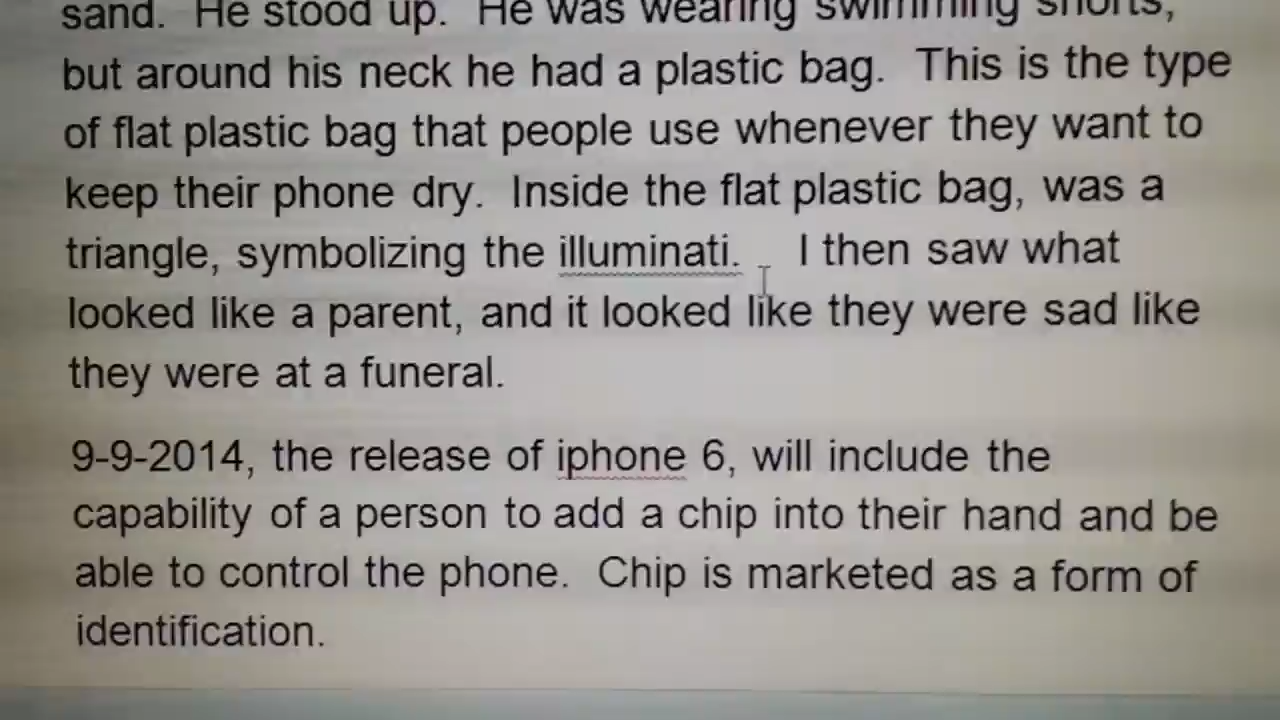 sand.  He stood up.  He was wearing swimming shorts,
but around his neck he had a plastic bag.  This is the type
of flat plastic bag that people use whenever they want to
keep their phone dry.  Inside the flat plastic bag, was a
triangle, symbolizing the illuminati.    I then saw what
looked like a parent, and it looked like they were sad like
they were at a funeral.
9-9-2014, the release of iphone 6, will include the
capability of a person to add a chip into their hand and be
able to control the phone.  Chip is marketed as a form of
identification.